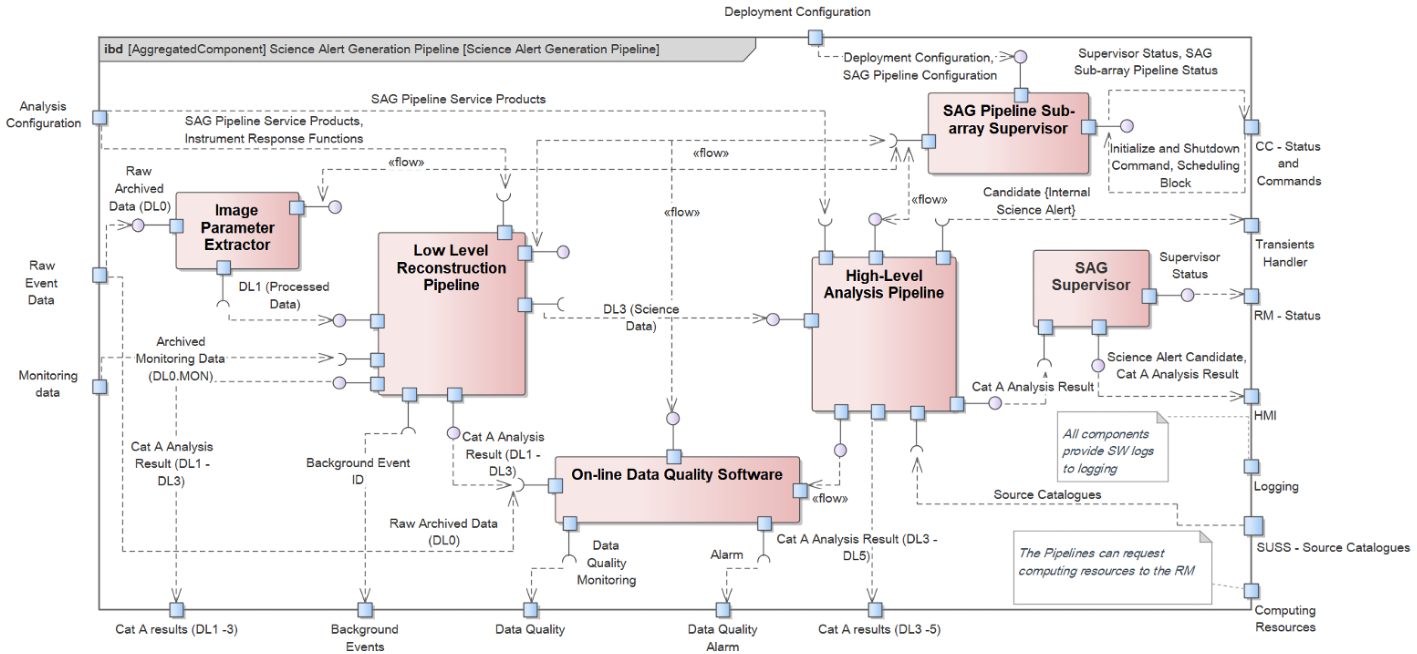 Deployment Configuration
ibd [AggregatedComponent] Science Alert Generation Pipeline [Science Alert Generation Pipeline]
Deployment Configuration,
SAG Pipeline Configuration
Supervisor Status, SAG
Sub-array Pipeline Status
Analysis
Configuration
SAG Pipeline Service Products
SAG Pipeline Service Products,
Instrument Response Functions
SAG Pipeline Sub-
array Supervisor
Initialize and Shutdown
Command, Scheduling
Block
CC - Status
and
Commands
«flow»
«flow»
«flow»
«flow»
Raw
Archived
Data (DL0)
Image
Parameter
Extractor
Candidate {Internal
Science Alert}
Transients
Handler
Low Level
Reconstruction
Pipeline
High-Level
Analysis Pipeline
SAG
Supervisor
Supervisor
Status
RM - Status
Raw
Event
Data
DL1 (Processed
Data)
DL3 (Science
Data)
Archived
Monitoring Data
(DL0.MON)
Monitoring
data
Science Alert Candidate,
Cat A Analysis Result
Cat A Analysis Result
HMI
All components
provide SW logs
to logging
Logging
Cat A Analysis
Result (DL1 -
DL3)
Background Event
ID
Cat A Analysis
Result (DL1 -
DL3)
On-line Data Quality Software
«flow»
Source Catalogues
SUSS - Source Catalogues
Raw Archived Data
(DL0)
Data
Quality
Monitoring
Alarm
Cat A Analysis Result (DL3 -
DL5)
The Pipelines can request
computing resources to the RM
Computing
Resources
Cat A results (DL1 -3)
Background
Events
Data Quality
Data Quality
Alarm
Cat A results (DL3 -5)